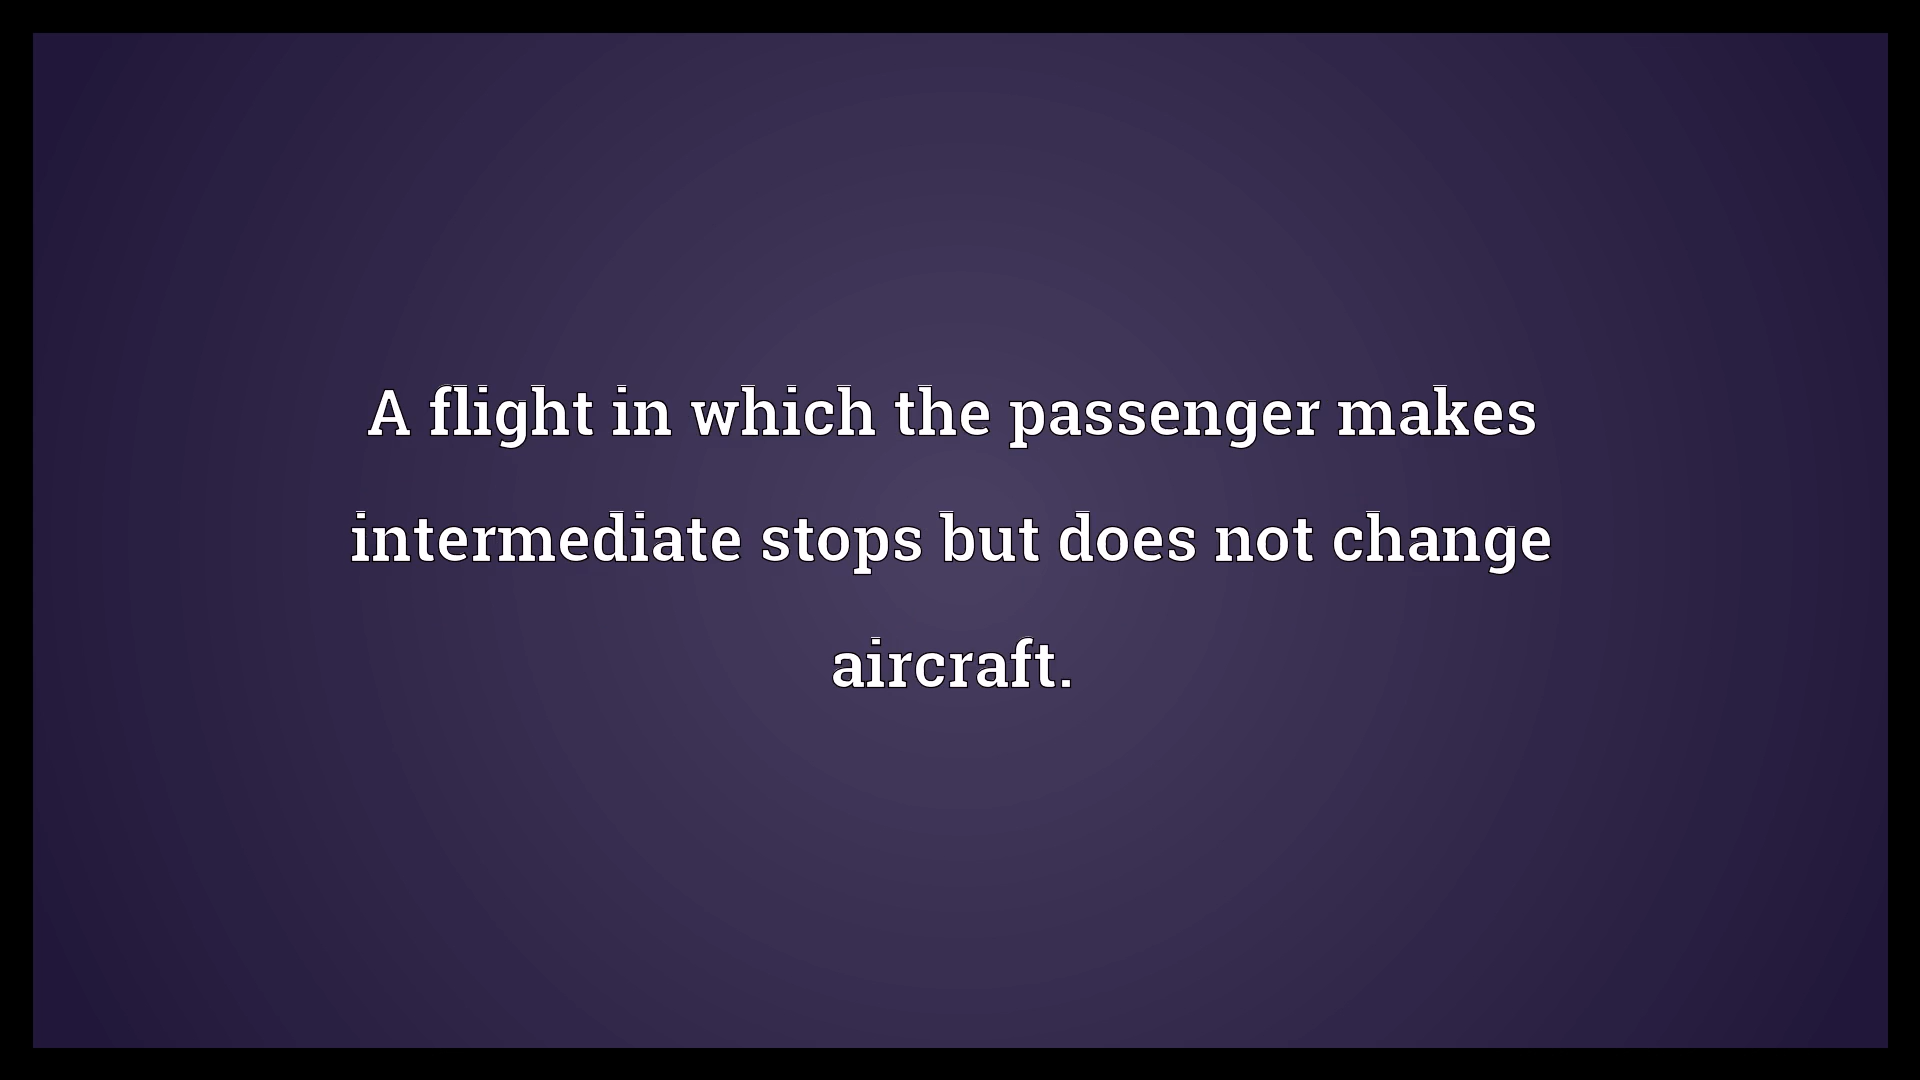 A flight in which the passenger makes
intermediate stops but does not change
aircraft.